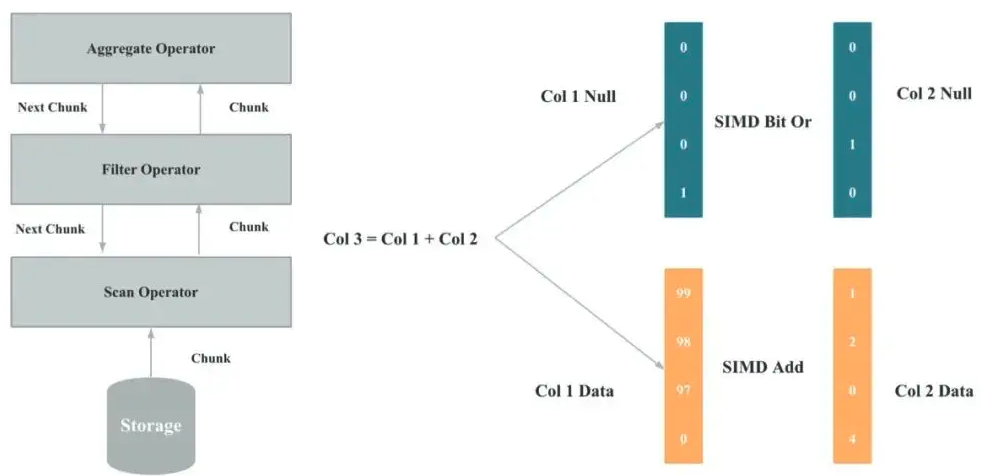 Aggregate Operator
Next Chunk
Chunk
Filter Operator
Next Chunk
Chunk
Scan Operator
Chunk
Storage
Col 3 = Col 1 + Col 2
Col 1 Null
0
0
0
1
SIMD Bit Or
0
0
1
0
Col 2 Null
Col 1 Data
99
98
97
0
SIMD Add
1
2
0
4
Col 2 Data